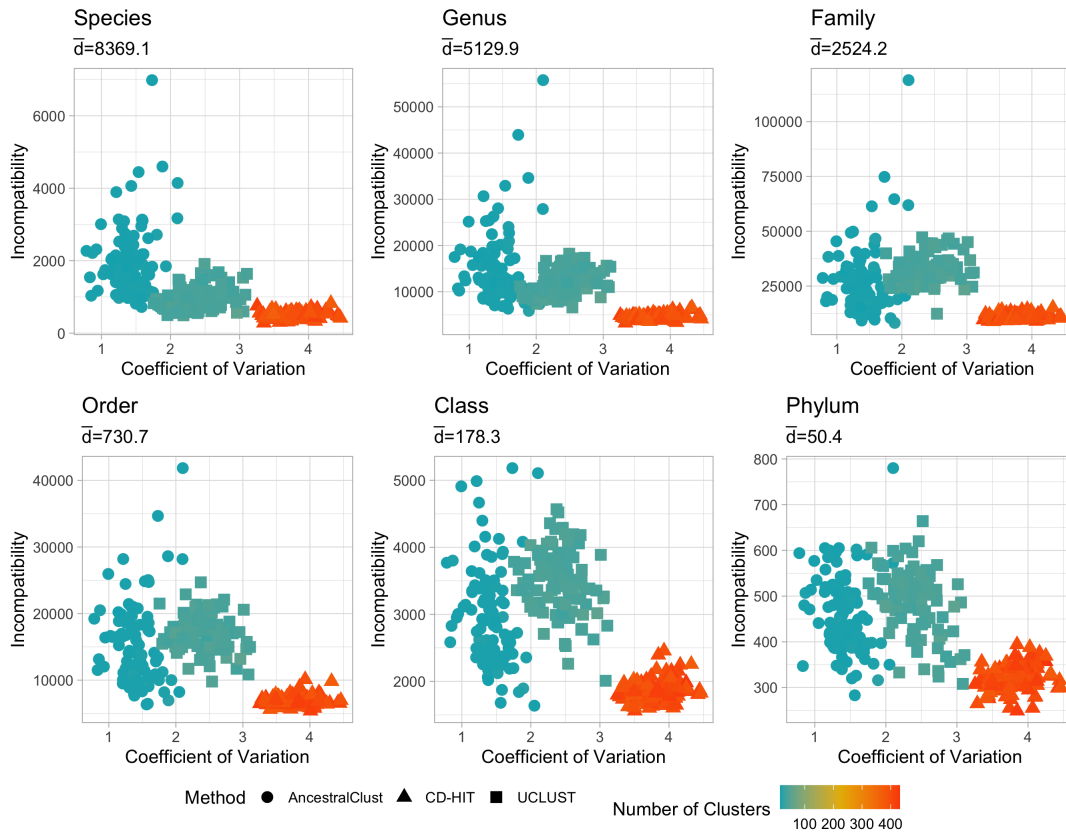 Species
d̅=8369.1
Incompatibility
6000
4000
2000
0
1 2 3 4
Coefficient of Variation
Genus
d̅=5129.9
Incompatibility
50000
40000
30000
20000
10000
1 2 3 4
Coefficient of Variation
Family
d̅=2524.2
Incompatibility
100000
75000
50000
25000
1 2 3 4
Coefficient of Variation
Order
d̅=730.7
Incompatibility
40000
30000
20000
10000
1 2 3 4
Coefficient of Variation
Class
d̅=178.3
Incompatibility
5000
4000
3000
2000
1 2 3 4
Coefficient of Variation
Phylum
d̅=50.4
Incompatibility
800
700
600
500
400
300
1 2 3 4
Coefficient of Variation
Method AncestralClust CD-HIT UCLUST
Number of Clusters
100 200 300 400